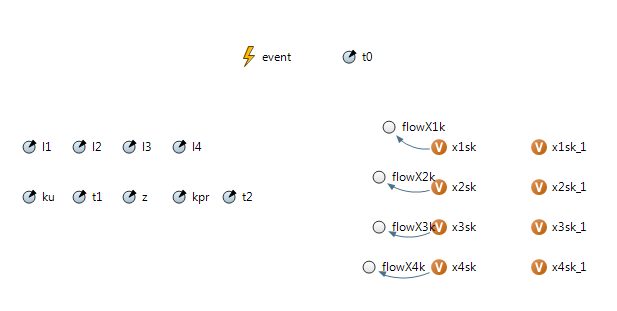 event t0
flowX1k
l1 l2 l3 l4 V x1sk V x1sk_1
flowX2k
V x2sk V x2sk_1
ku t1 z kpr t2
flowX3k V x3sk V x3sk_1
flowX4k V x4sk V x4sk_1